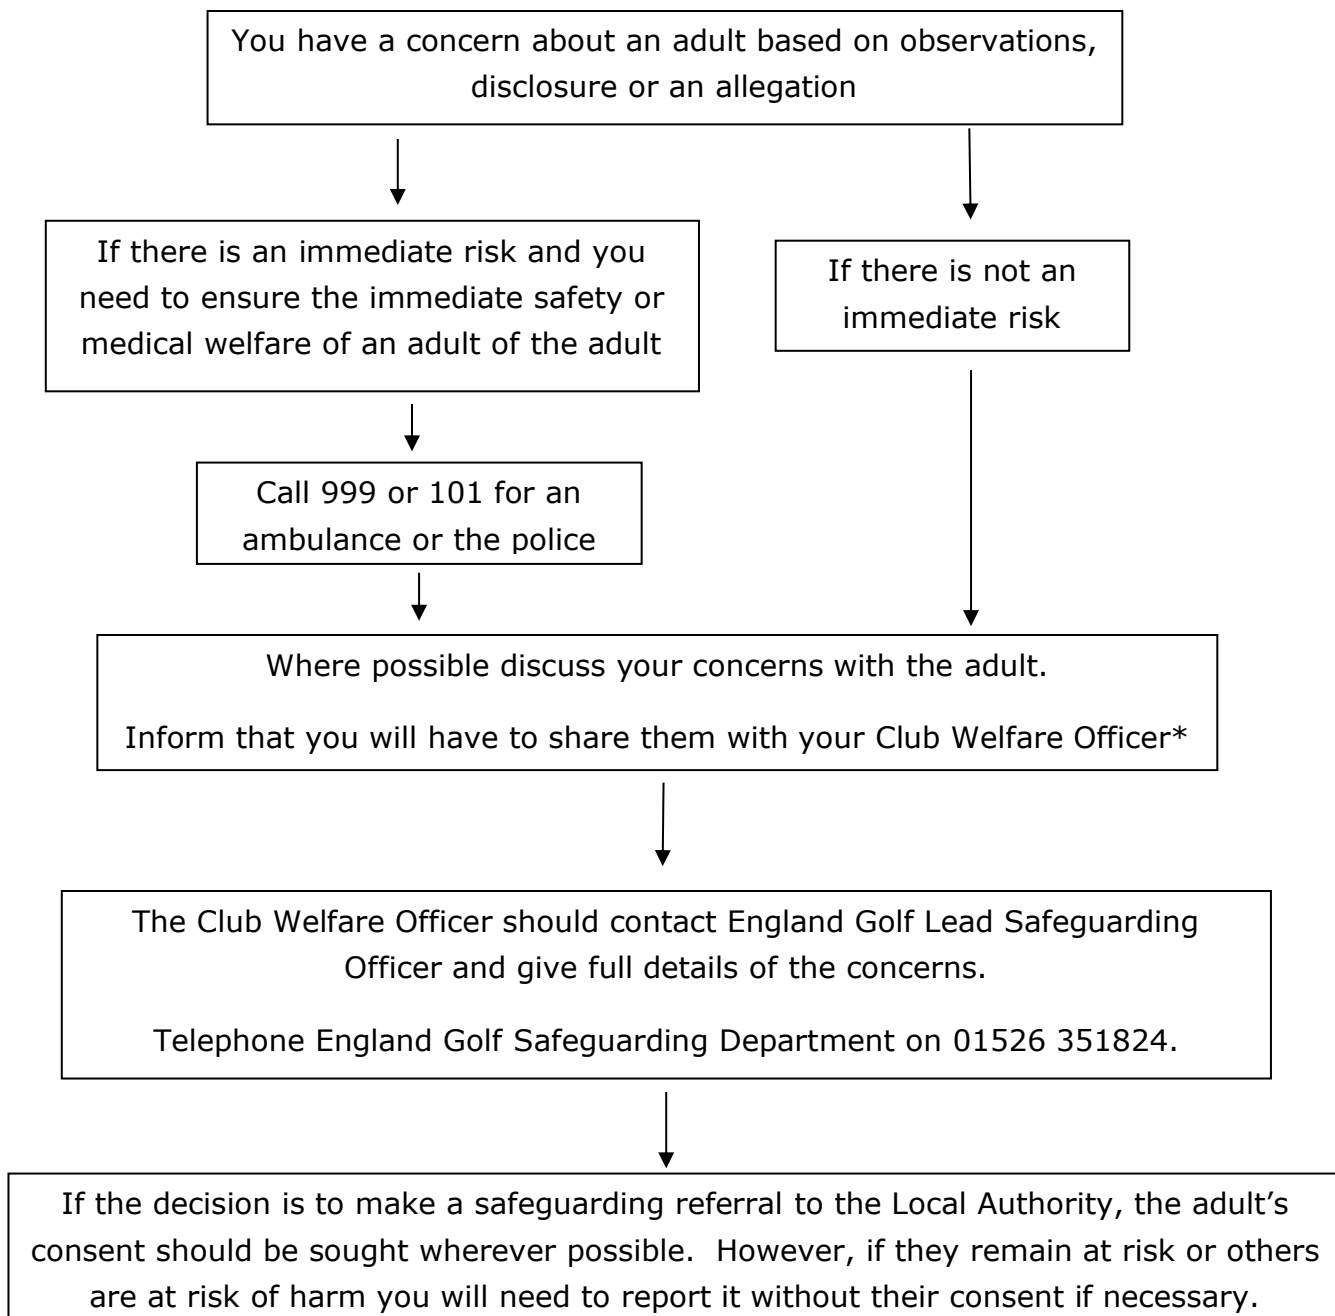 You have a concern about an adult based on observations,
disclosure or an allegation
If there is an immediate risk and you
need to ensure the immediate safety or
medical welfare of an adult of the adult
If there is not an
immediate risk
Call 999 or 101 for an
ambulance or the police
Where possible discuss your concerns with the adult.
Inform that you will have to share them with your Club Welfare Officer*
The Club Welfare Officer should contact England Golf Lead Safeguarding
Officer and give full details of the concerns.
Telephone England Golf Safeguarding Department on 01526 351824.
If the decision is to make a safeguarding referral to the Local Authority, the adult’s
consent should be sought wherever possible.  However, if they remain at risk or others
are at risk of harm you will need to report it without their consent if necessary.